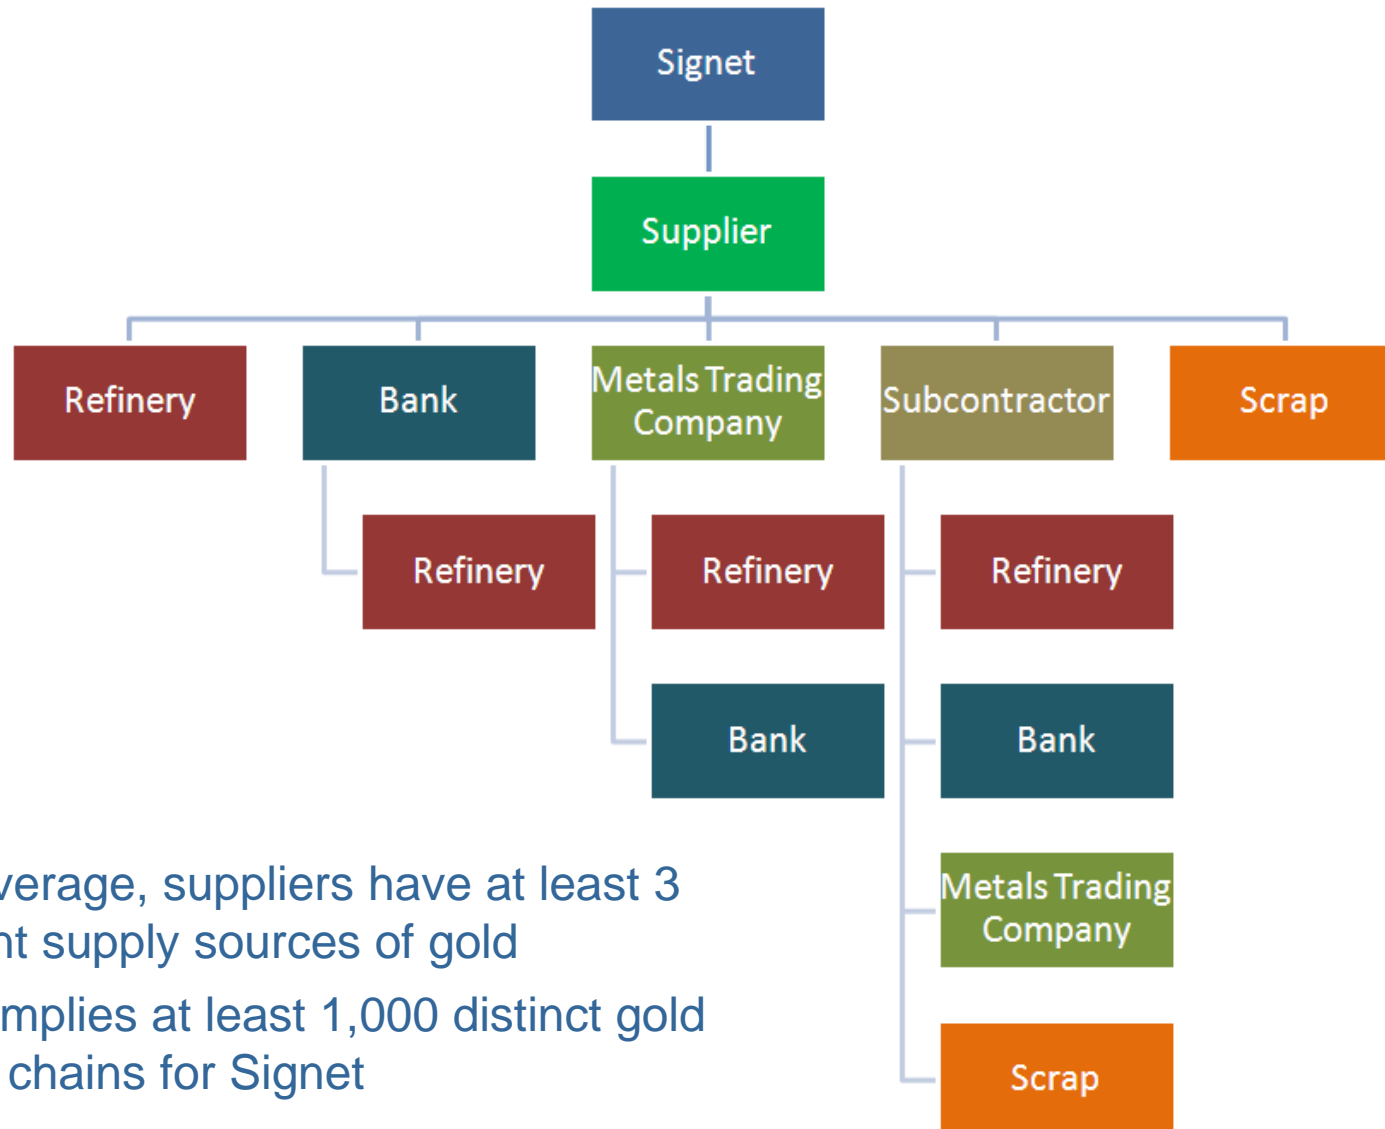 Signet
Supplier
Refinery
Bank
Metals Trading
Company
Subcontractor
Scrap
Refinery
Refinery
Refinery
Bank
Bank
Metals Trading
Company
Scrap
verage, suppliers have at least 3
nt supply sources of gold
mplies at least 1,000 distinct gold
chains for Signet